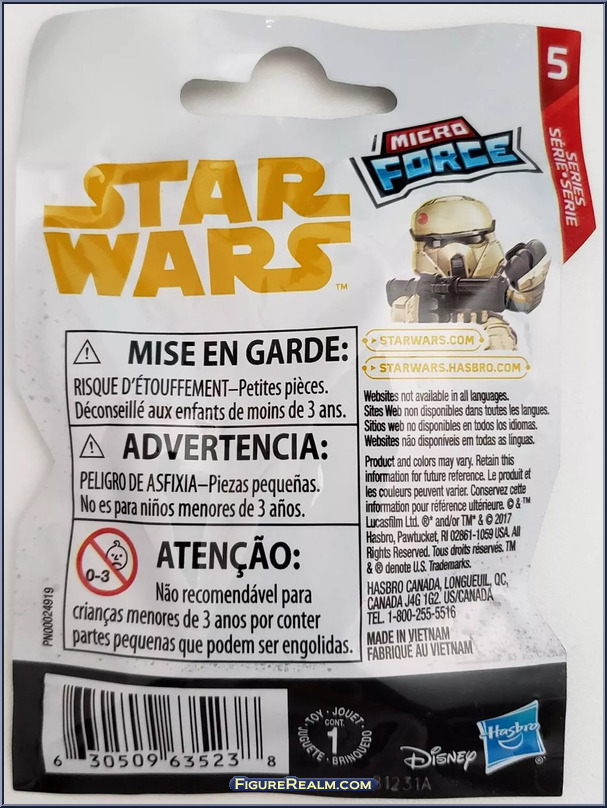 5
SERIES
SÉRIE • SERIE
MICRO
FORCE
STAR
WARS
™
STARWARS.COM
STARWARS.HASBRO.COM
MISE EN GARDE:
RISQUE D'ÉTOUFFEMENT–Petites pièces.
Déconseillé aux enfants de moins de 3 ans.
ADVERTENCIA:
PELIGRO DE ASFIXIA–Piezas pequeñas.
No es para niños menores de 3 años.
0-3
ATENÇÃO:
Não recomendável para
crianças menores de 3 anos por conter
partes pequenas que podem ser engolidas.
PN00024919
Websites not available in all languages.
Sites Web non disponibles dans toutes les langues.
Sitios web no disponibles en todos los idiomas.
Websites não disponíveis em todas as línguas.
Product and colors may vary. Retain this
information for future reference. Le produit et
les couleurs peuvent varier. Conservez cette
information pour référence ultérieure. © & ™
Lucasfilm Ltd. ®* and/or TM* & © 2017
Hasbro, Pawtucket, RI 02861-1059 USA. All
Rights Reserved. Tous droits réservés. TM
& ® denote U.S. Trademarks.
HASBRO CANADA, LONGUEUIL, QC,
CANADA J4G 1G2. US/CANADA
TEL. 1-800-255-5516
MADE IN VIETNAM
FABRIQUÉ AU VIETNAM
6 30509 63523 8
TOY • JOUET
CONT.
1
JUGUETE • BRINQUEDO
Disney
Hasbro
31231A
FIGUREREALM.COM